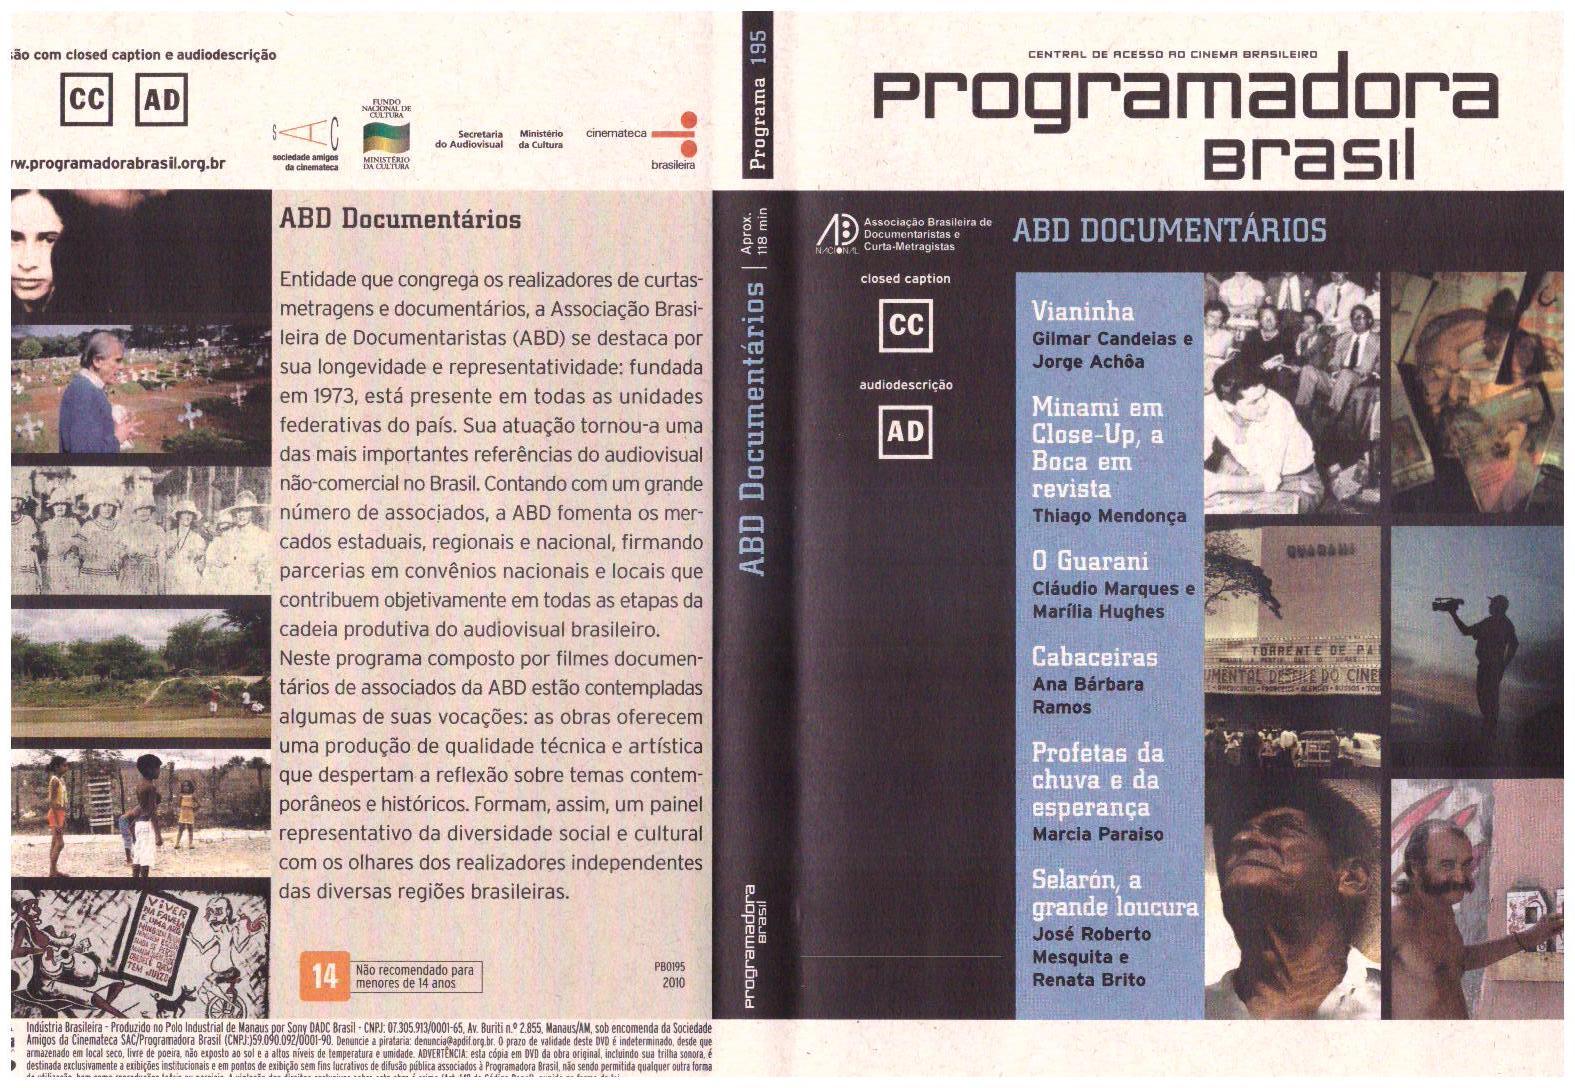 são com closed caption e audiodescrição
CC AD
w.programadorabrasil.org.br
SAC
sociedade amigos
da cinemateca
FUNDO
NACIONAL DE
CULTURA
MINISTÉRIO
DA CULTURA
Secretaria
do Audiovisual
Ministério
da Cultura
cinemateca
brasileira
ABD Documentários
Entidade que congrega os realizadores de curtas-
metragens e documentários, a Associação Brasi-
leira de Documentaristas (ABD) se destaca por
sua longevidade e representatividade: fundada
em 1973, está presente em todas as unidades
federativas do país. Sua atuação tornou-a uma
das mais importantes referências do audiovisual
não-comercial no Brasil. Contando com um grande
número de associados, a ABD fomenta os mer-
cados estaduais, regionais e nacional, firmando
parcerias em convênios nacionais e locais que
contribuem objetivamente em todas as etapas da
cadeia produtiva do audiovisual brasileiro.
Neste programa composto por filmes documen-
tários de associados da ABD estão contempladas
algumas de suas vocações: as obras oferecem
uma produção de qualidade técnica e artística
que despertam a reflexão sobre temas contem-
porâneos e históricos. Formam, assim, um painel
representativo da diversidade social e cultural
com os olhares dos realizadores independentes
das diversas regiões brasileiras.
VIVER
NA FAVELA
É UMA ARTE
TEM JUIZO
14
Não recomendado para
menores de 14 anos
PB0195
2010
Indústria Brasileira - Produzido no Polo Industrial de Manaus por Sony DADC Brasil - CNPJ: 07.305.913/0001-65, Av. Buriti n.º 2.855, Manaus/AM, sob encomenda da Sociedade
Amigos da Cinemateca SAC/Programadora Brasil (CNPJ:)59.090.092/0001-90. Denuncie a pirataria: denuncia@apdif.org.br. O prazo de validade deste DVD é indeterminado, desde que
armazenado em local seco, livre de poeira, não exposto ao sol e a altos níveis de temperatura e umidade. ADVERTÊNCIA: esta cópia em DVD da obra original, incluindo sua trilha sonora, é
destinada exclusivamente a exibições institucionais e em pontos de exibição sem fins lucrativos de difusão pública associados à Programadora Brasil, não sendo permitida qualquer outra forma
Programa 195
Aprox.
118 min
ABD Documentários
programadora
Brasil
CENTRAL DE ACESSO AO CINEMA BRASILEIRO
programadora
Brasil
ABD
NACIONAL
Associação Brasileira de
Documentaristas e
Curta-Metragistas
closed caption
CC
audiodescrição
AD
ABD DOCUMENTÁRIOS
Vianinha
Gilmar Candeias e
Jorge Achôa
Minami em
Close-Up, a
Boca em
revista
Thiago Mendonça
O Guarani
Cláudio Marques e
Marília Hughes
Cabaceiras
Ana Bárbara
Ramos
Profetas da
chuva e da
esperança
Marcia Paraiso
Selarón, a
grande loucura
José Roberto
Mesquita e
Renata Brito
GUARANI
TORRENTE DE PA
UMENTAL DESFILE DO CINE